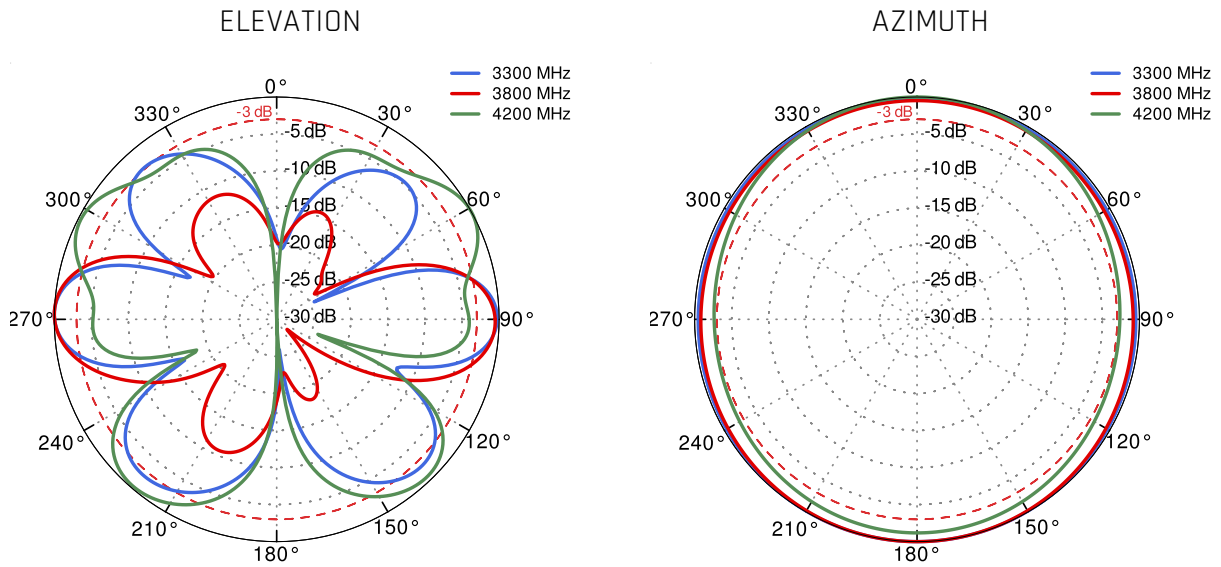 ELEVATION
3300 MHz
3800 MHz
4200 MHz
0°
30°
60°
90°
120°
150°
180°
210°
240°
270°
300°
330°
-3 dB
-5 dB
-10 dB
-15 dB
-20 dB
-25 dB
-30 dB
AZIMUTH
3300 MHz
3800 MHz
4200 MHz
0°
30°
60°
90°
120°
150°
180°
210°
240°
270°
300°
330°
-3 dB
-5 dB
-10 dB
-15 dB
-20 dB
-25 dB
-30 dB